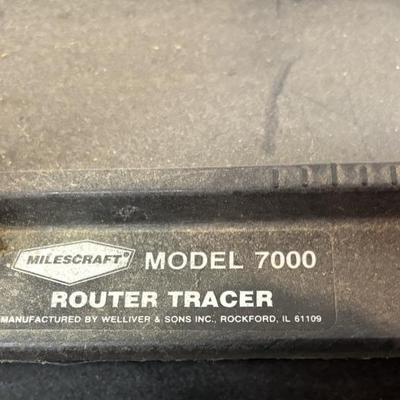 MILESCRAFT® MODEL 7000
ROUTER TRACER
MANUFACTURED BY WELLIVER & SONS INC., ROCKFORD, IL 61109